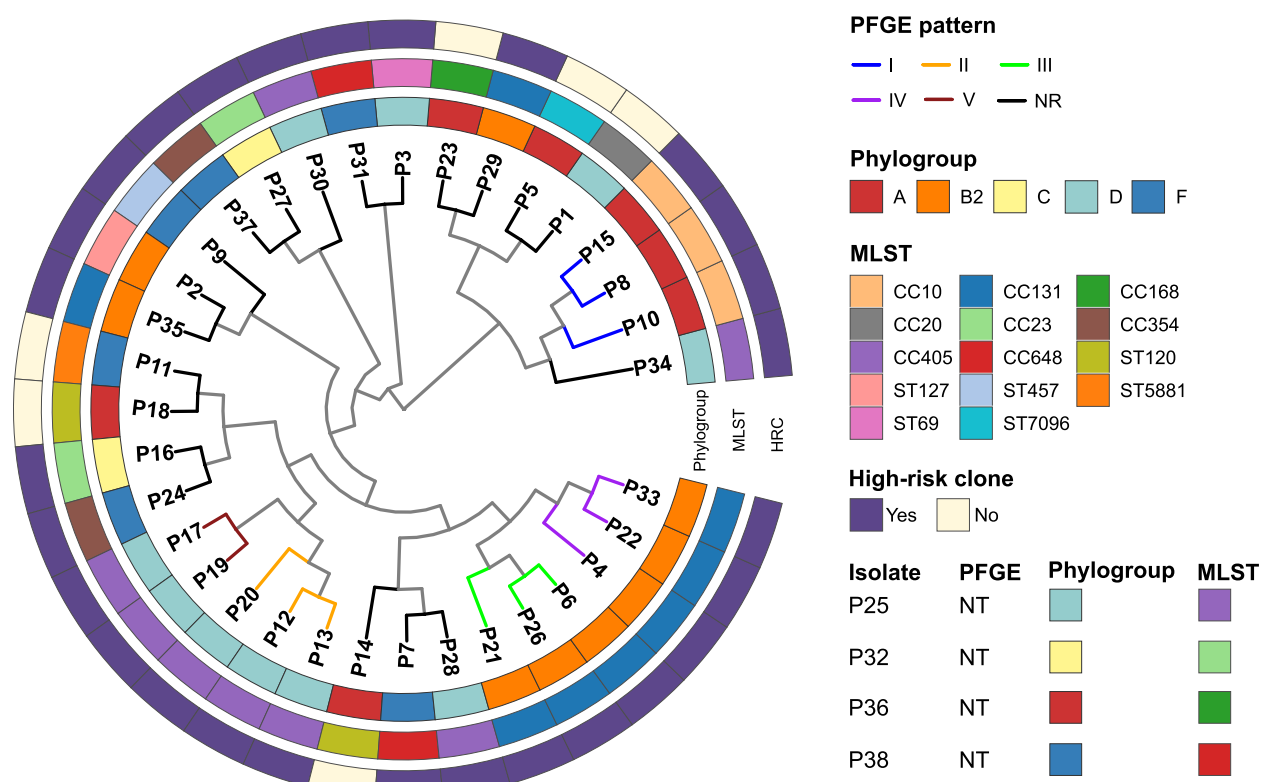 P31
P3
P23
P29
P5
P1
P15
P8
P10
P34
P30
P27
P37
P9
P2
P35
P11
P18
P16
P24
P17
P19
P20
P12
P13
P14
P7
P28
P21
P26
P6
P4
P22
P33
Phylogroup
MLST
HRC
PFGE pattern
I II III
IV V NR
Phylogroup
A B2 C D F
MLST
CC10 CC131 CC168
CC20 CC23 CC354
CC405 CC648 ST120
ST127 ST457 ST5881
ST69 ST7096
High-risk clone
Yes No
Isolate PFGE Phylogroup MLST
P25 NT
P32 NT
P36 NT
P38 NT